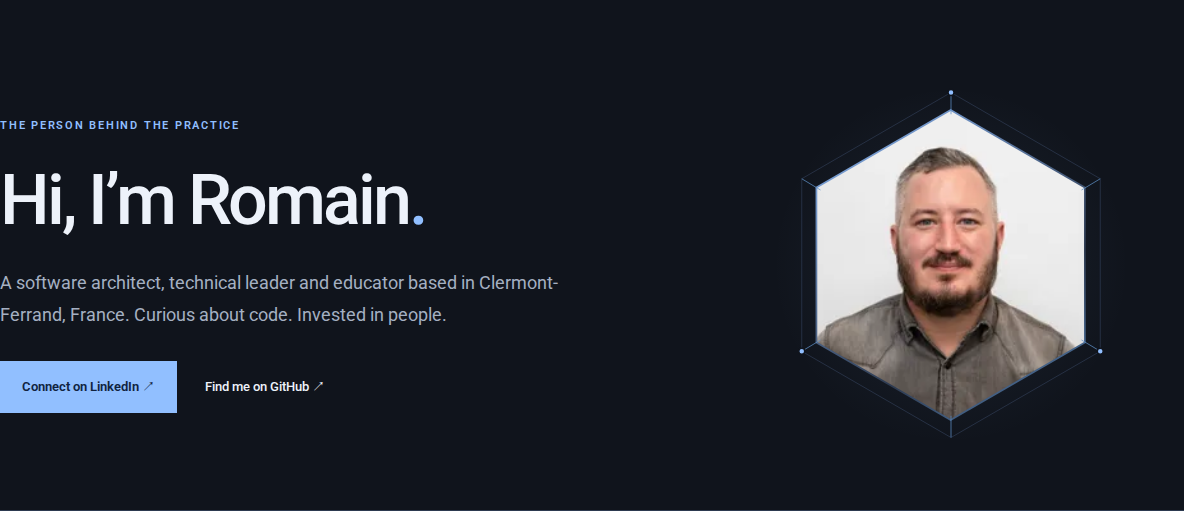 THE PERSON BEHIND THE PRACTICE
Hi, I’m Romain.
A software architect, technical leader and educator based in Clermont-
Ferrand, France. Curious about code. Invested in people.
Connect on LinkedIn ↗
Find me on GitHub ↗